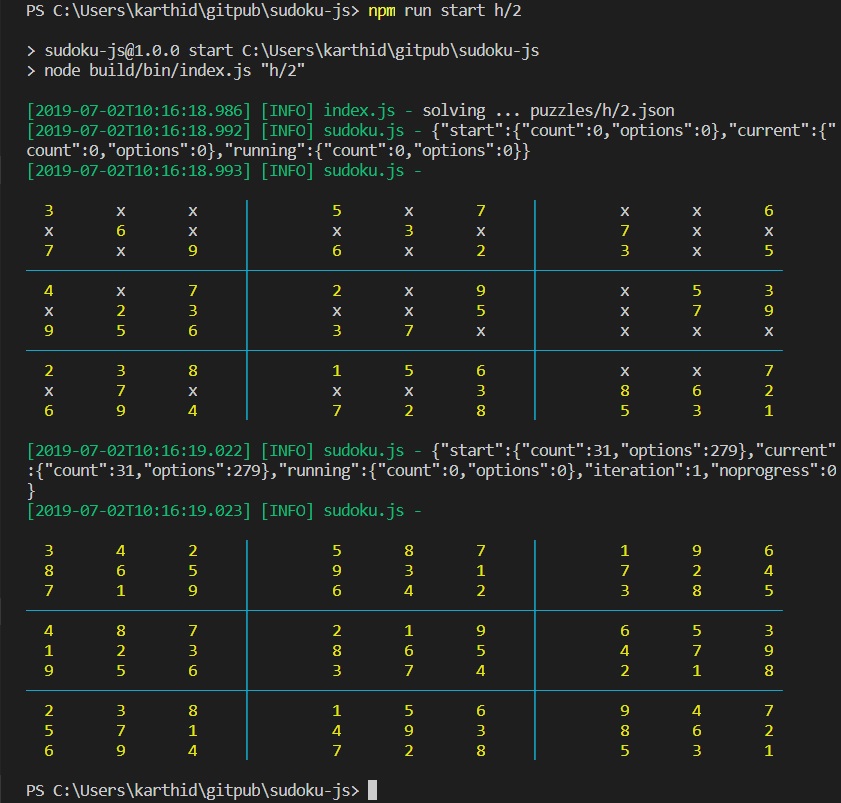 PS C:\Users\karthid\gitpub\sudoku-js> npm run start h/2
> sudoku-js@1.0.0 start C:\Users\karthid\gitpub\sudoku-js
> node build/bin/index.js "h/2"
[2019-07-02T10:16:18.986] [INFO] index.js - solving ... puzzles/h/2.json
[2019-07-02T10:16:18.992] [INFO] sudoku.js - {"start":{"count":0,"options":0},"current":{"
count":0,"options":0},"running":{"count":0,"options":0}}
[2019-07-02T10:16:18.993] [INFO] sudoku.js -
3 x x 5 x 7 x x 6
x 6 x x 3 x 7 x x
7 x 9 6 x 2 3 x 5
4 x 7 2 x 9 x 5 3
x 2 3 x x 5 x 7 9
9 5 6 3 7 x x x x
2 3 8 1 5 6 x x 7
x 7 x x x 3 8 6 2
6 9 4 7 2 8 5 3 1
[2019-07-02T10:16:19.022] [INFO] sudoku.js - {"start":{"count":31,"options":279},"current"
:{"count":31,"options":279},"running":{"count":0,"options":0},"iteration":1,"noprogress":0
}
[2019-07-02T10:16:19.023] [INFO] sudoku.js -
3 4 2 5 8 7 1 9 6
8 6 5 9 3 1 7 2 4
7 1 9 6 4 2 3 8 5
4 8 7 2 1 9 6 5 3
1 2 3 8 6 5 4 7 9
9 5 6 3 7 4 2 1 8
2 3 8 1 5 6 9 4 7
5 7 1 4 9 3 8 6 2
6 9 4 7 2 8 5 3 1
PS C:\Users\karthid\gitpub\sudoku-js>